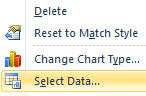 Delete
Reset to Match Style
Change Chart Type...
Select Data...